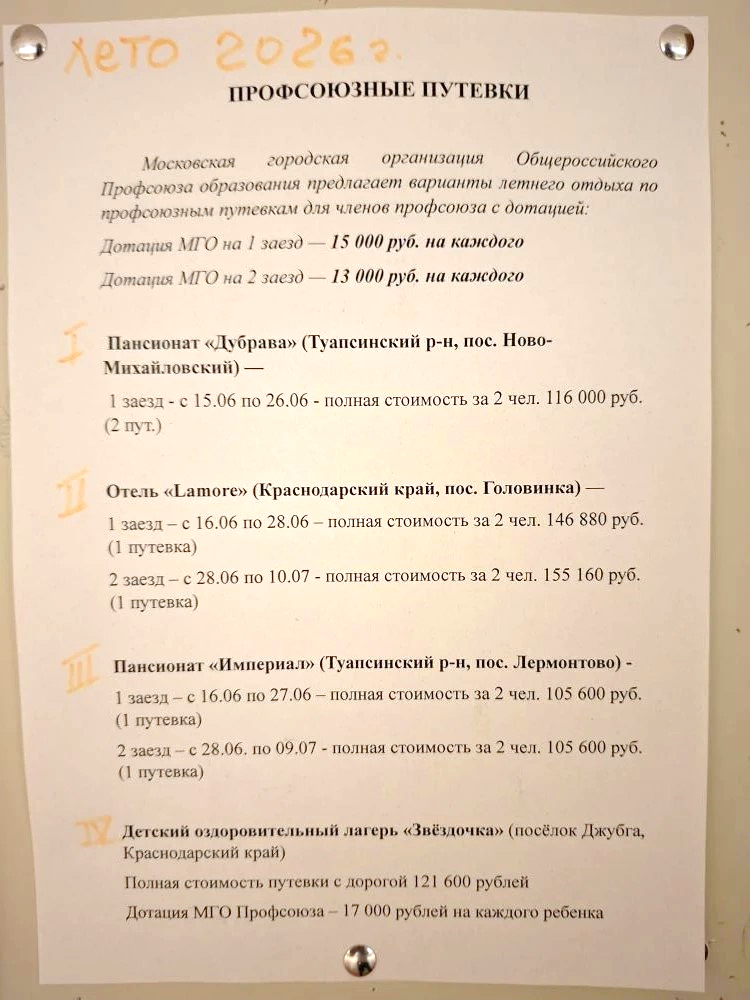 лето 2026 г.
ПРОФСОЮЗНЫЕ ПУТЕВКИ
Московская городская организация Общероссийского
Профсоюза образования предлагает варианты летнего отдыха по
профсоюзным путевкам для членов профсоюза с дотацией:
Дотация МГО на 1 заезд — 15 000 руб. на каждого
Дотация МГО на 2 заезд — 13 000 руб. на каждого
I
Пансионат «Дубрава» (Туапсинский р-н, пос. Ново-
Михайловский) —
1 заезд - с 15.06 по 26.06 - полная стоимость за 2 чел. 116 000 руб.
(2 пут.)
II
Отель «Lamore» (Краснодарский край, пос. Головинка) —
1 заезд – с 16.06 по 28.06 – полная стоимость за 2 чел. 146 880 руб.
(1 путевка)
2 заезд – с 28.06 по 10.07 - полная стоимость за 2 чел. 155 160 руб.
(1 путевка)
III
Пансионат «Империал» (Туапсинский р-н, пос. Лермонтово) -
1 заезд – с 16.06 по 27.06 – полная стоимость за 2 чел. 105 600 руб.
(1 путевка)
2 заезд – с 28.06. по 09.07 - полная стоимость за 2 чел. 105 600 руб.
(1 путевка)
IV
Детский оздоровительный лагерь «Звёздочка» (посёлок Джубга,
Краснодарский край)
Полная стоимость путевки с дорогой 121 600 рублей
Дотация МГО Профсоюза – 17 000 рублей на каждого ребенка